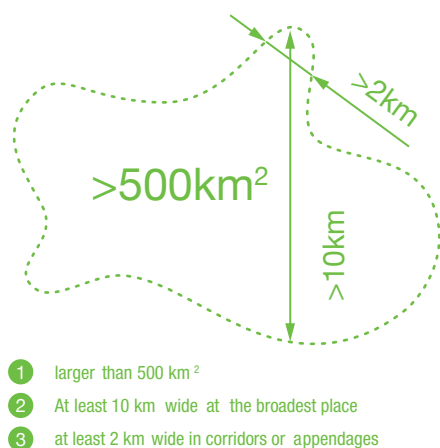 >2km
>500km²
>10km
1 larger than 500 km ²
2 At least 10 km wide at the broadest place
3 at least 2 km wide in corridors or appendages